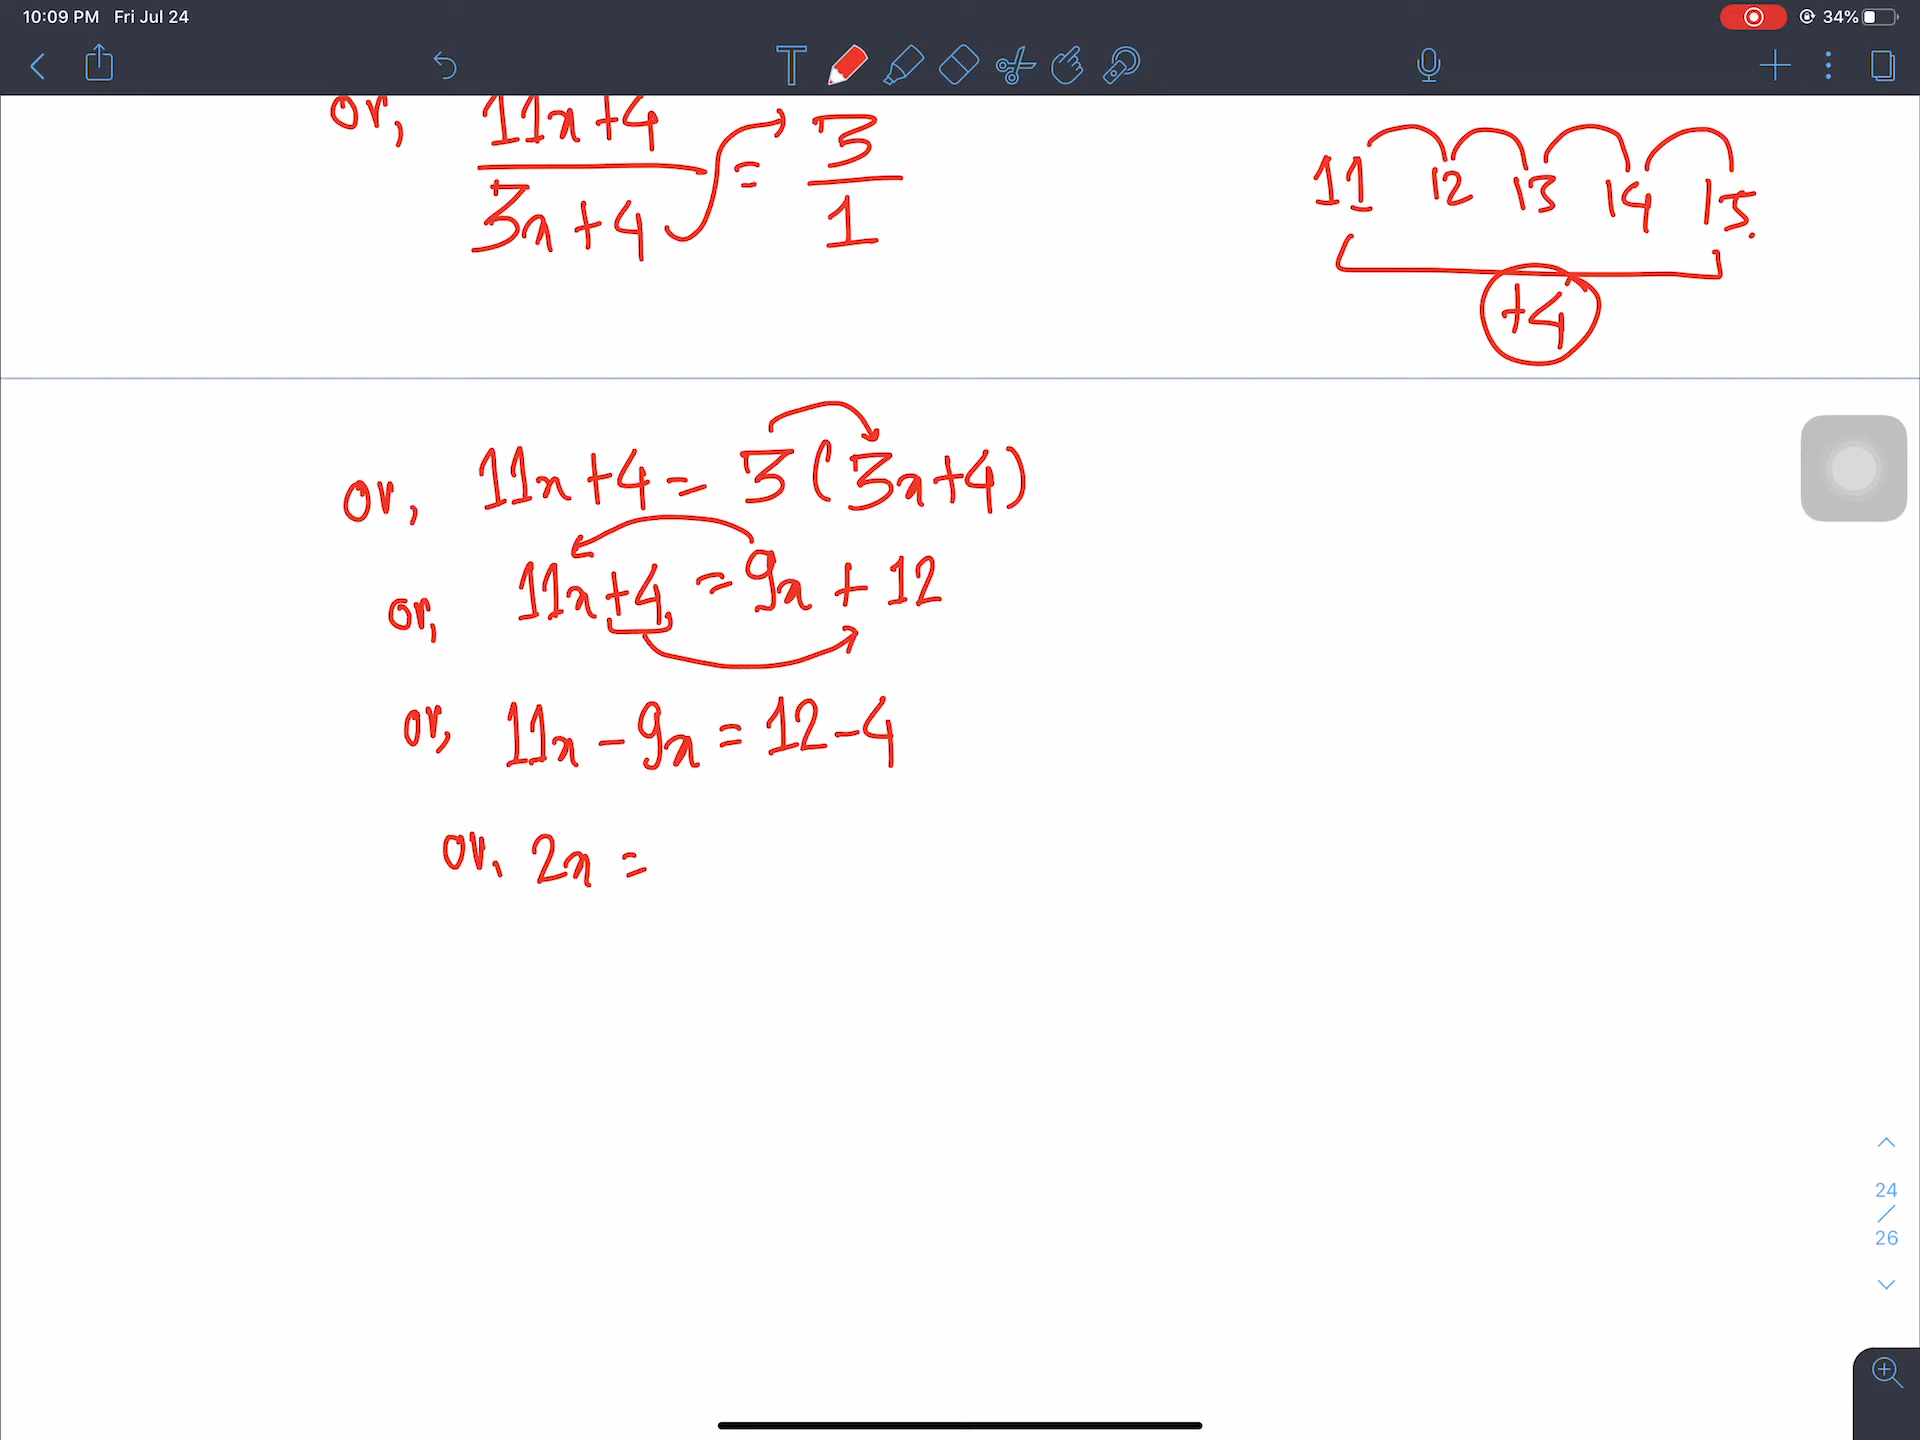 10:09 PM Fri Jul 24 34%
or, 11x+4 / 3x+4 = 3 / 1
11 12 13 14 15.
+4
or, 11x+4 = 3(3x+4)
or, 11x+4 = 9x + 12
or, 11x - 9x = 12-4
or, 2x =
24 / 26